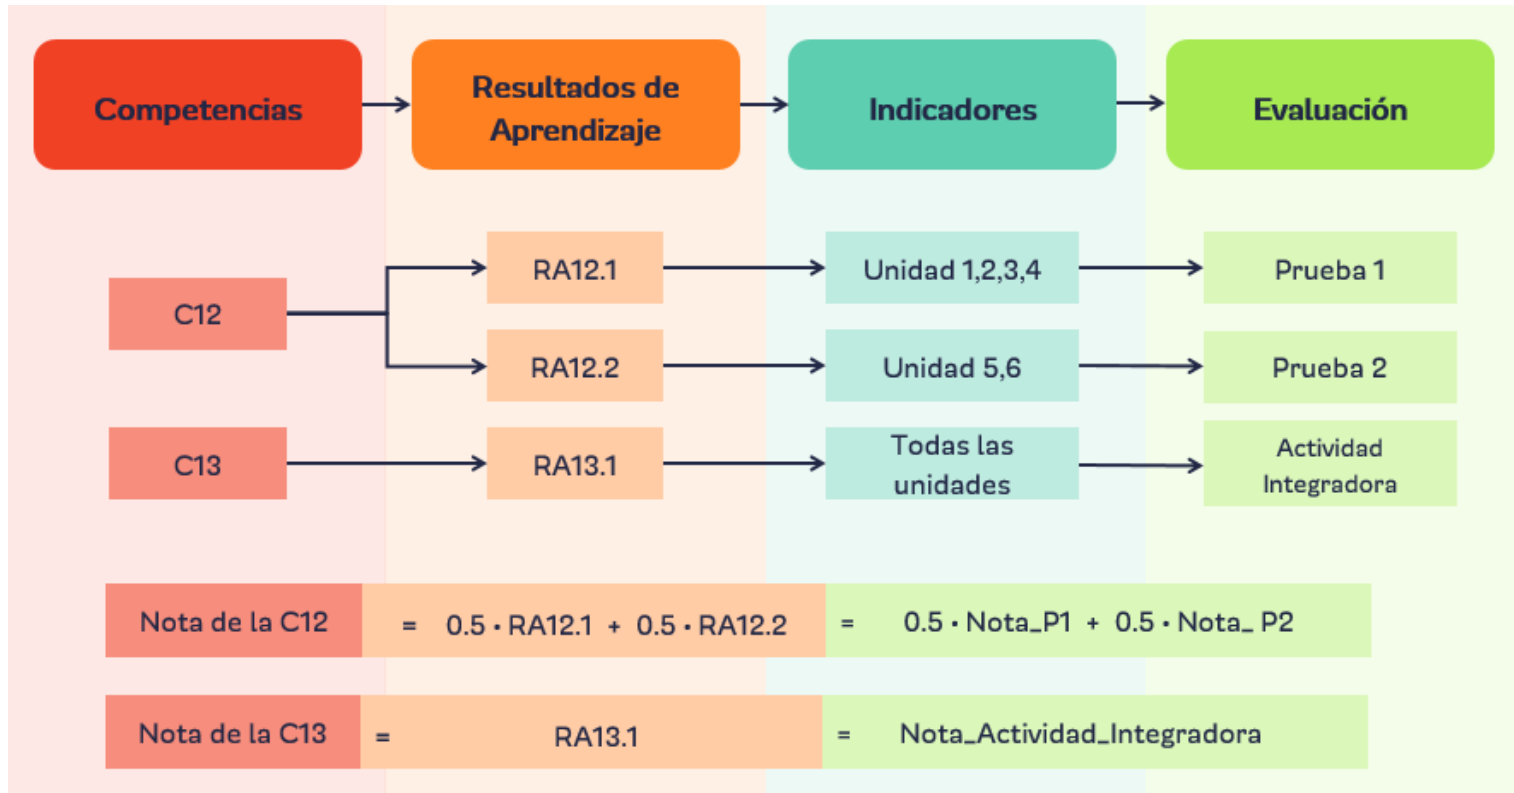 Competencias
Resultados de
Aprendizaje
Indicadores
Evaluación
C12
RA12.1
Unidad 1,2,3,4
Prueba 1
RA12.2
Unidad 5,6
Prueba 2
C13
RA13.1
Todas las
unidades
Actividad
Integradora
Nota de la C12 = 0.5 · RA12.1 + 0.5 · RA12.2 = 0.5 · Nota_P1 + 0.5 · Nota_ P2
Nota de la C13 = RA13.1 = Nota_Actividad_Integradora